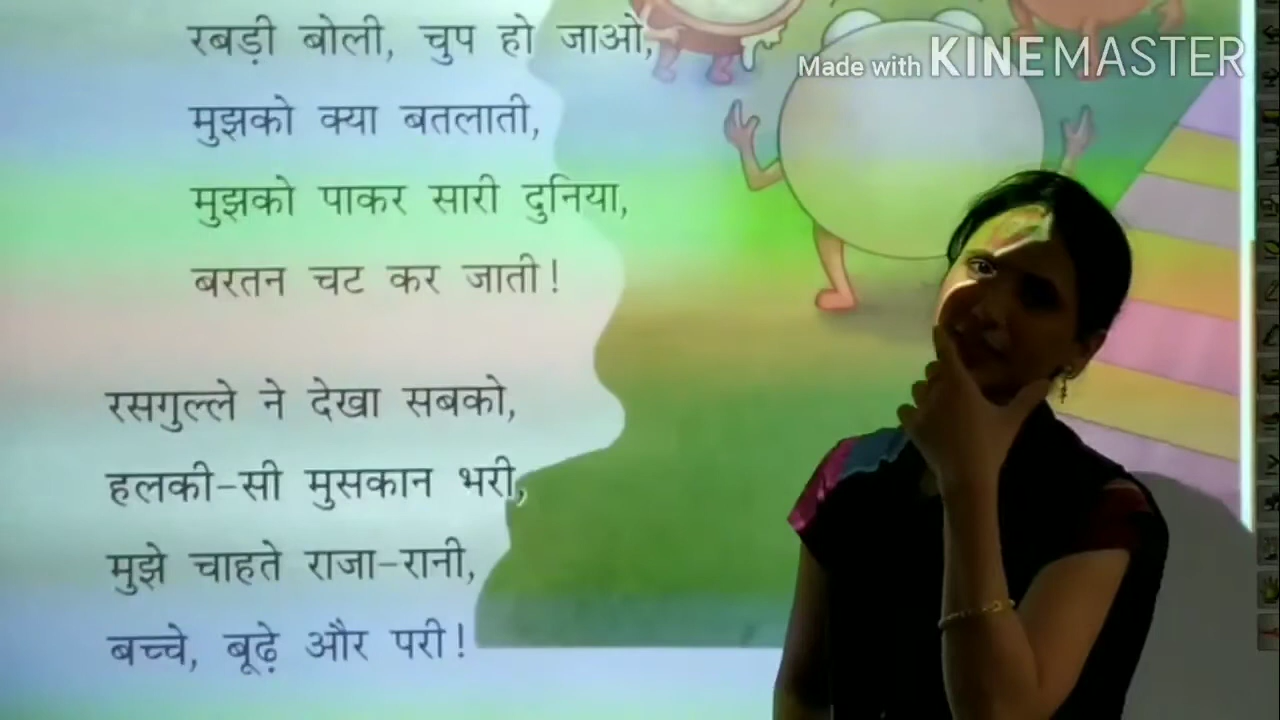 रबड़ी बोली, चुप हो जाओ,
Made with KINEMASTER
मुझको क्या बतलाती,
मुझको पाकर सारी दुनिया,
बरतन चट कर जाती!
रसगुल्ले ने देखा सबको,
हलकी-सी मुसकान भरी,
मुझे चाहते राजा-रानी,
बच्चे, बूढ़े और परी!